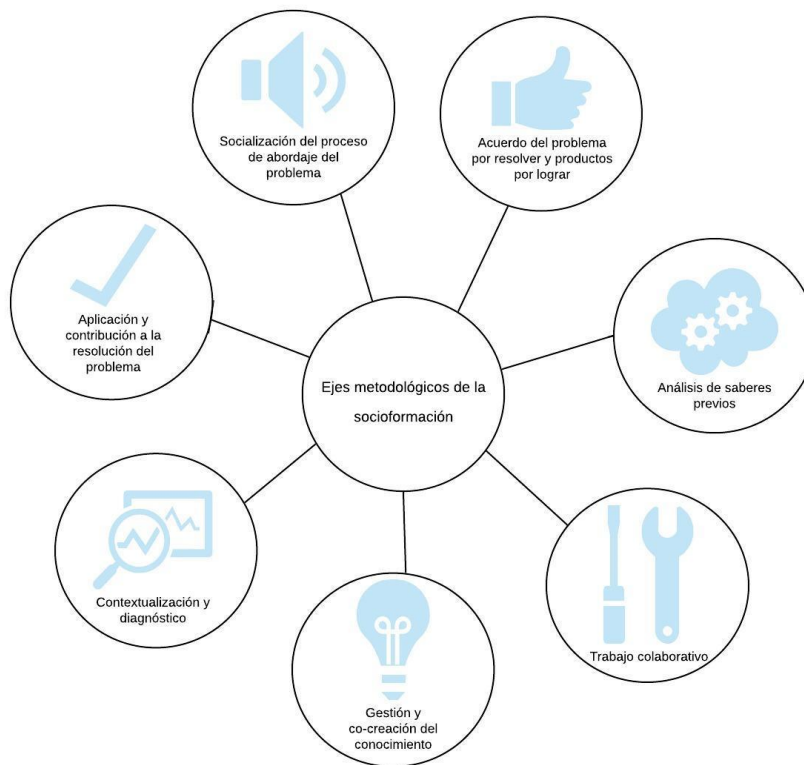 Socialización del proceso
de abordaje del
problema
Acuerdo del problema
por resolver y productos
por lograr
Aplicación y
contribución a la
resolución del
problema
Análisis de saberes
previos
Ejes metodológicos de la
socioformación
Contextualización y
diagnóstico
Trabajo colaborativo
Gestión y
co-creación del
conocimiento